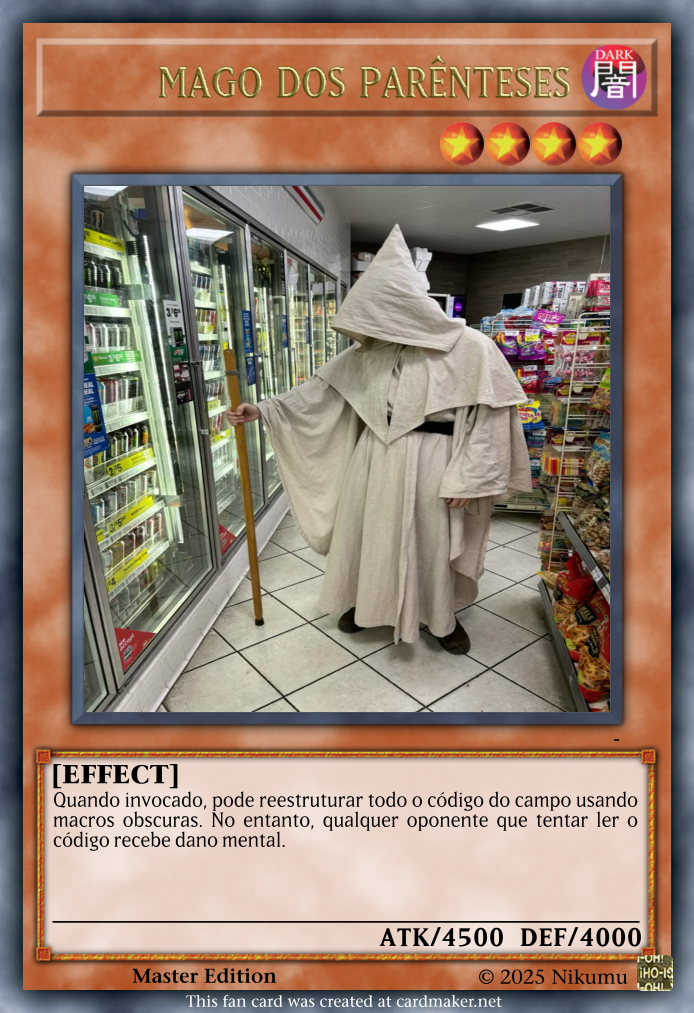 MAGO DOS PARÊNTESES
DARK
闇
-
[EFFECT]
Quando invocado, pode reestruturar todo o código do campo usando
macros obscuras. No entanto, qualquer oponente que tentar ler o
código recebe dano mental.
ATK/4500 DEF/4000
Master Edition
© 2025 Nikumu
This fan card was created at cardmaker.net